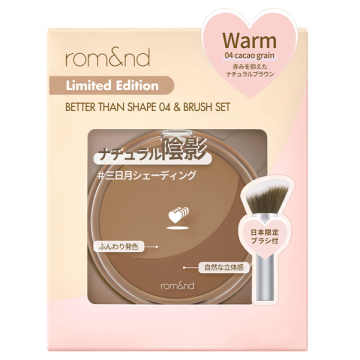 rom&nd
Limited Edition
BETTER THAN SHAPE 04 & BRUSH SET
Warm
04 cacao grain
赤みを抑えた
ナチュラルブラウン
ナチュラル陰影
#三日月シェーディング
ふんわり発色
自然な立体感
rom&nd
日本限定
ブラシ付